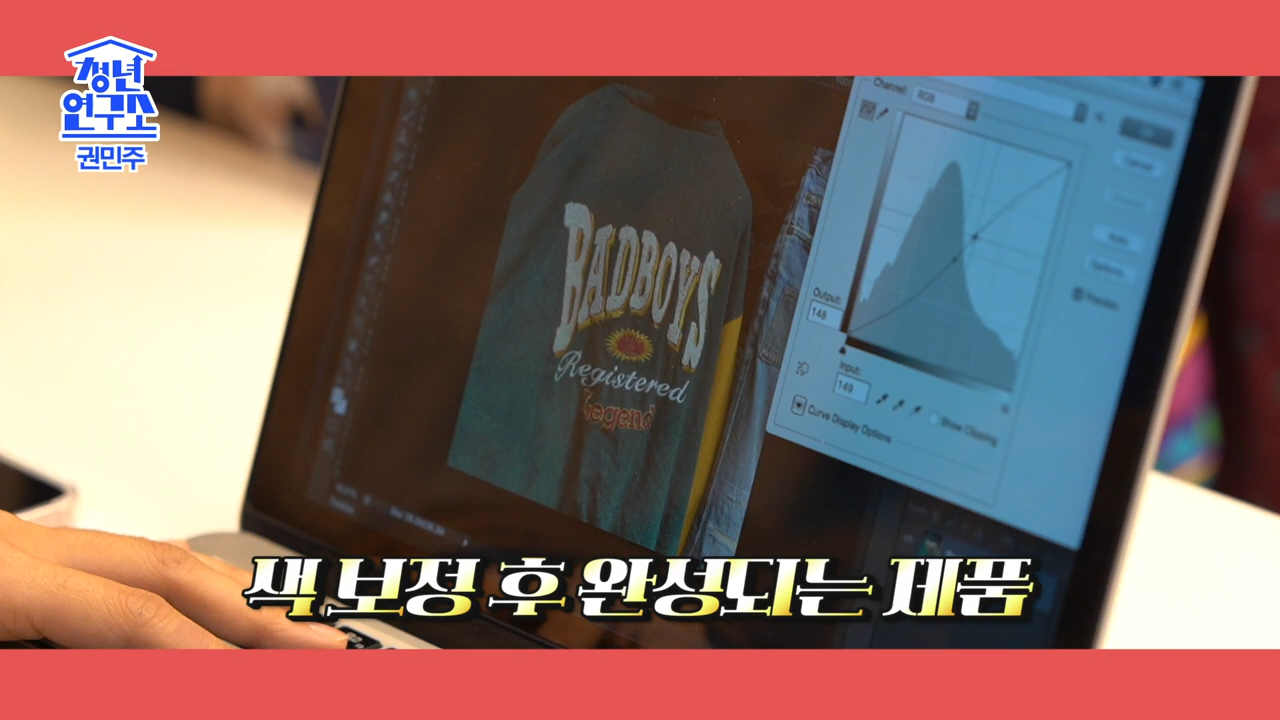 청년
연구소
권민주
Channel: RGB
BADBOYS
Registered
Legend
Output:
148
Input:
149
Show Clipping
Curve Display Options
색 보정 후 완성되는 제품